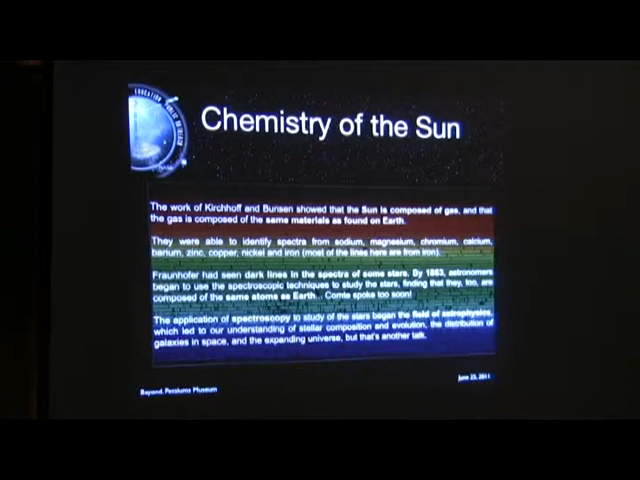 EDUCATION PUBLIC OUTREACH
Chemistry of the Sun
The work of Kirchhoff and Bunsen showed that the Sun is composed of gas, and that
the gas is composed of the same materials as found on Earth.
They were able to identify spectra from sodium, magnesium, chromium, calcium,
barium, zinc, copper, nickel and iron (most of the lines here are from iron).
Fraunhofer had seen dark lines in the spectra of some stars. By 1863, astronomers
began to use the spectroscopic techniques to study the stars, finding that they, too, are
composed of the same atoms as Earth... Comte spoke too soon!
The application of spectroscopy to study of the stars began the field of astrophysics,
which led to our understanding of stellar composition and evolution, the distribution of
galaxies in space, and the expanding universe, but that's another talk.
Beyond, Museum
June 25, 2011